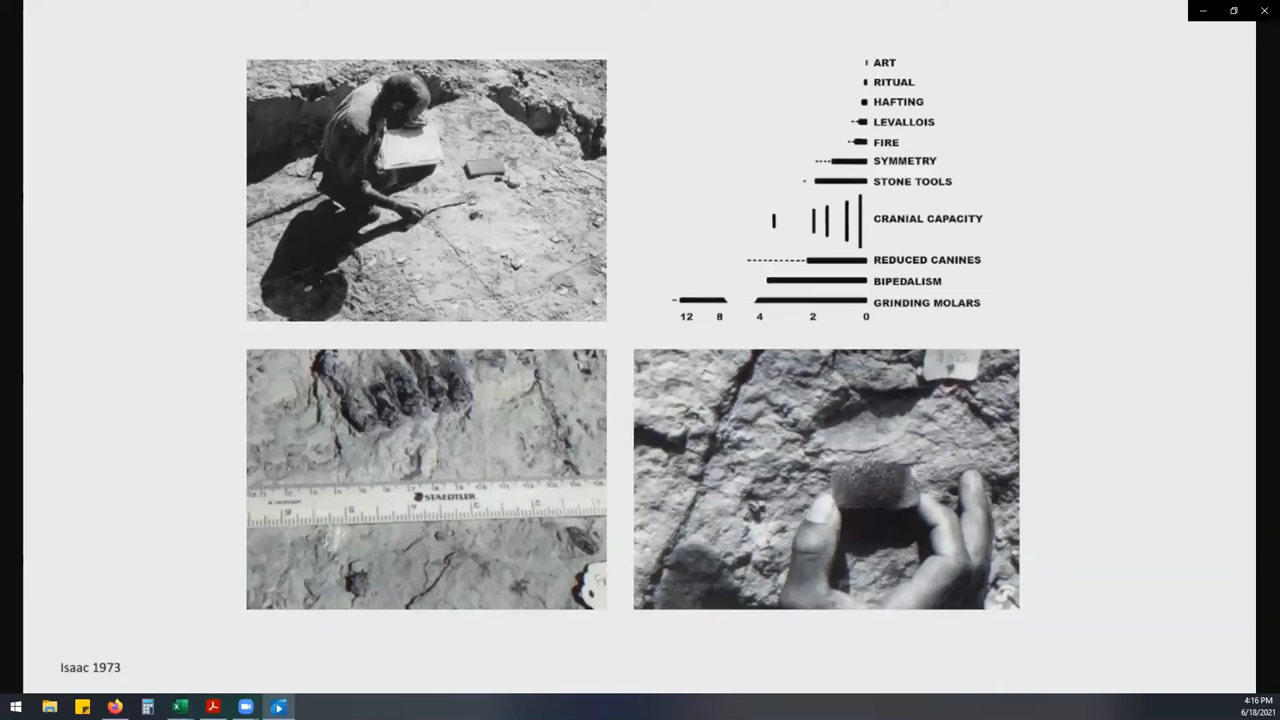 ART
RITUAL
HAFTING
LEVALLOIS
FIRE
SYMMETRY
STONE TOOLS
CRANIAL CAPACITY
REDUCED CANINES
BIPEDALISM
GRINDING MOLARS
12 8 4 2 0
STAEDTLER
Isaac 1973
4:16 PM
6/18/2021